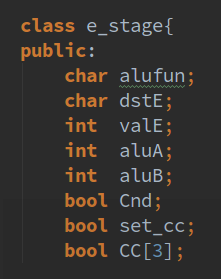 class e_stage{
public:
    char alufun;
    char dstE;
    int  valE;
    int  aluA;
    int  aluB;
    bool Cnd;
    bool set_cc;
    bool CC[3];